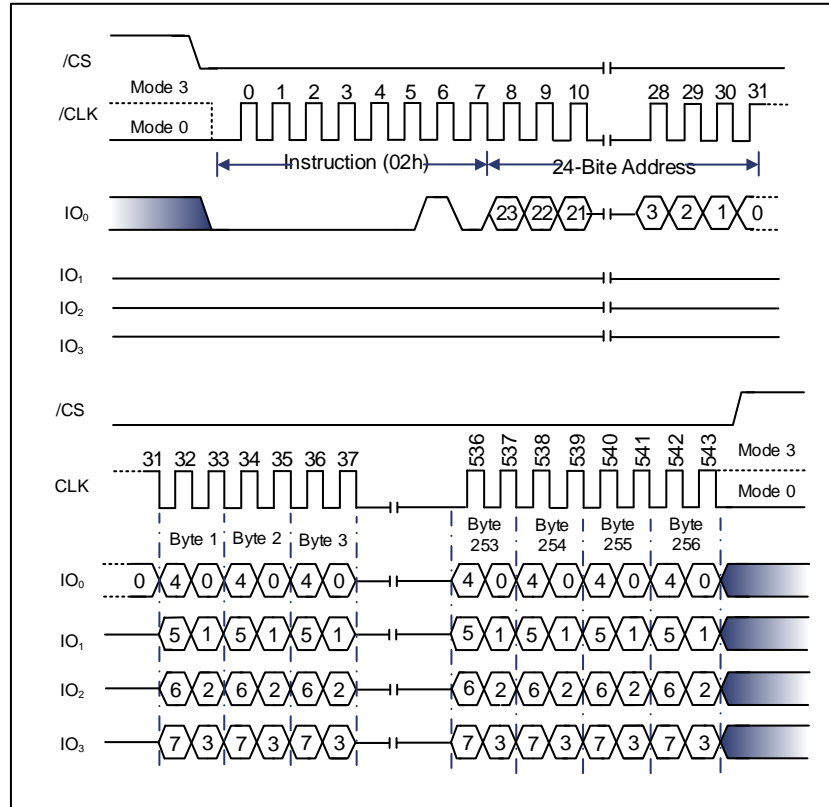 /CS
Mode 3
0 1 2 3 4 5 6 7 8 9 10 28 29 30 31
/CLK
Mode 0
Instruction (02h) 24-Bite Address
IO₀ 23 22 21 3 2 1 0
IO₁
IO₂
IO₃
/CS
31 32 33 34 35 36 37 536 537 538 539 540 541 542 543 Mode 3
CLK
Mode 0
Byte 1 Byte 2 Byte 3 Byte 253 Byte 254 Byte 255 Byte 256
IO₀ 0 4 0 4 0 4 0 4 0 4 0 4 0 4 0
IO₁ 5 1 5 1 5 1 5 1 5 1 5 1 5 1
IO₂ 6 2 6 2 6 2 6 2 6 2 6 2 6 2
IO₃ 7 3 7 3 7 3 7 3 7 3 7 3 7 3